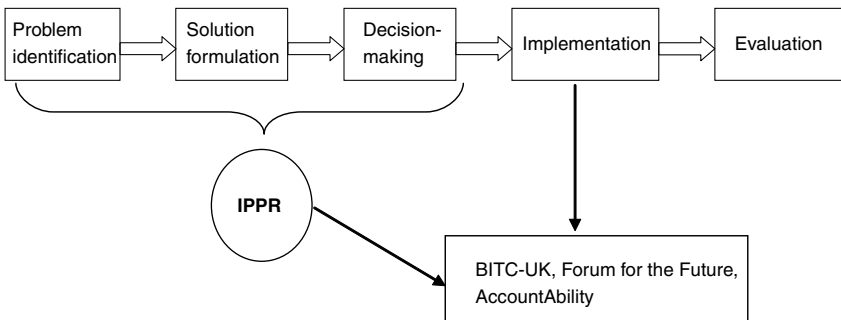 Problem
identification
Solution
formulation
Decision-
making
Implementation
Evaluation
IPPR
BITC-UK, Forum for the Future,
AccountAbility